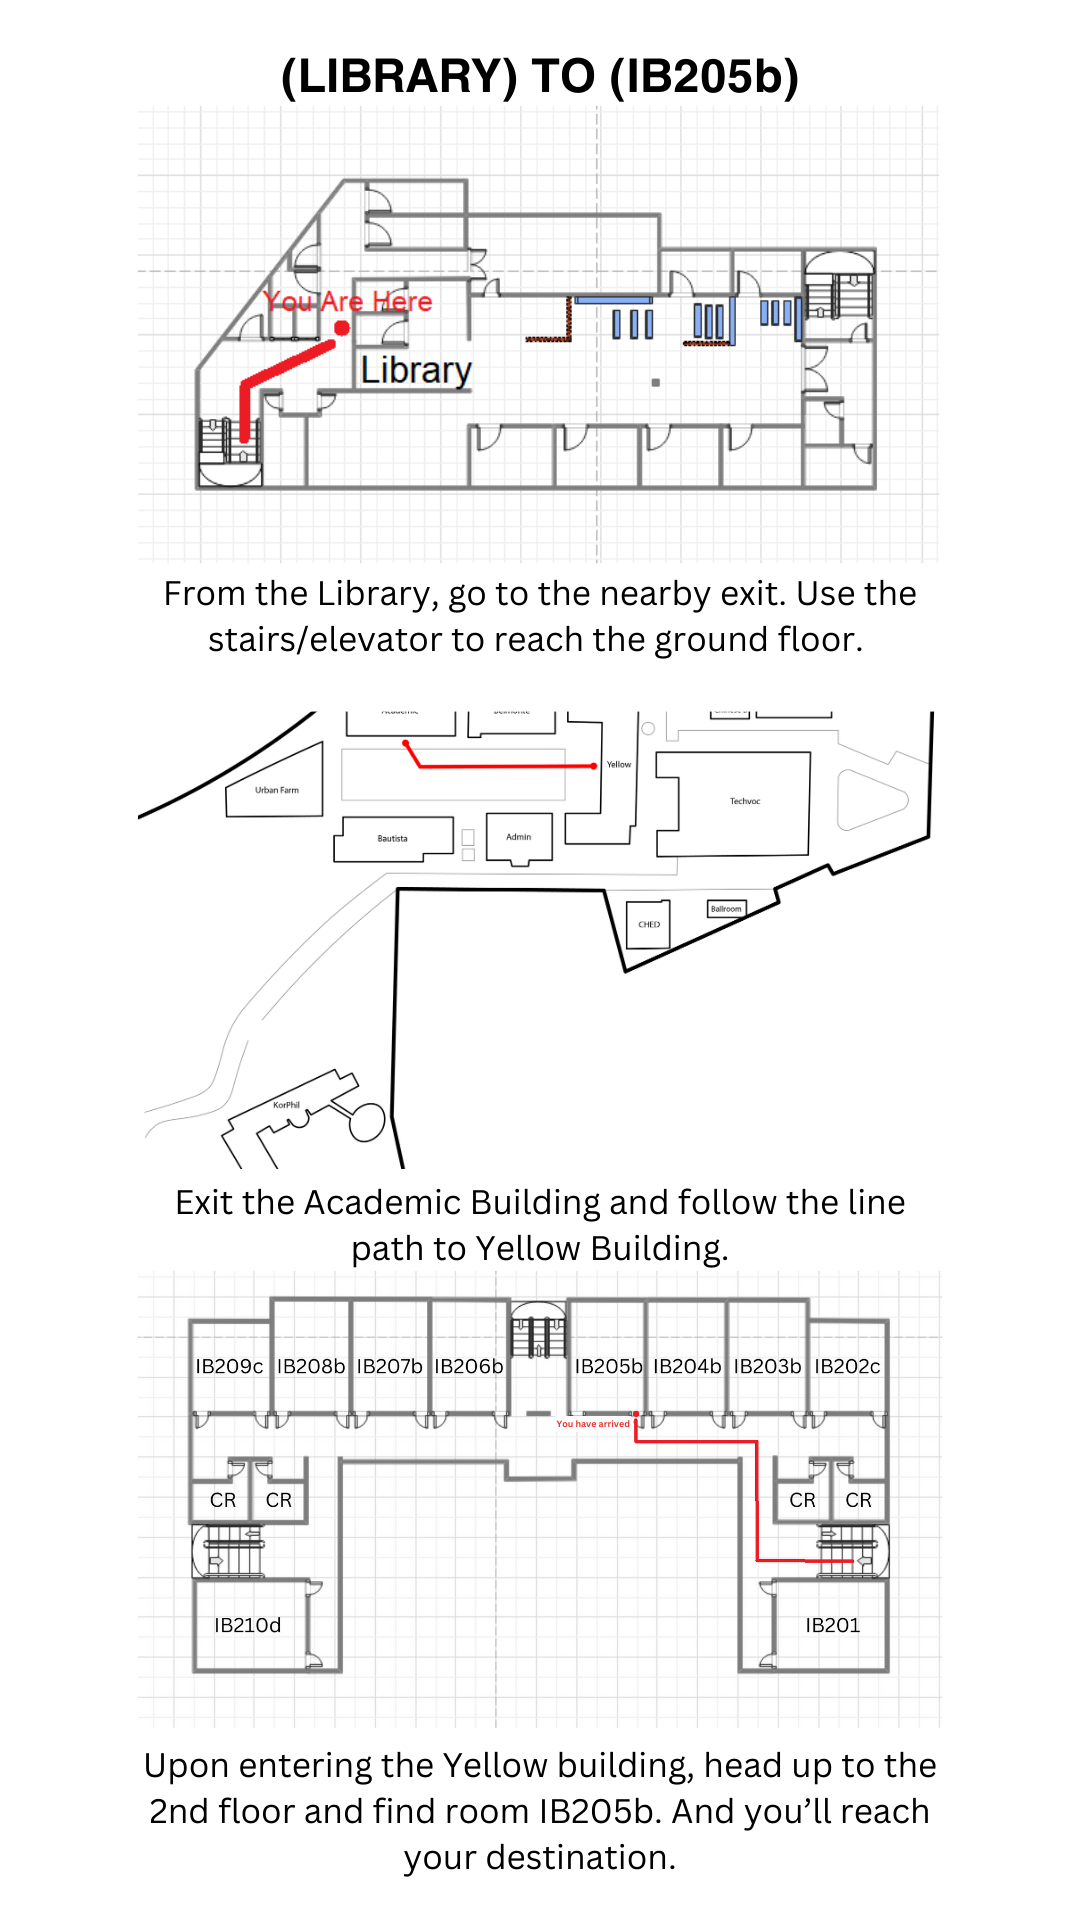 (LIBRARY) TO (IB205b)
You Are Here
Library
From the Library, go to the nearby exit. Use the
stairs/elevator to reach the ground floor.
Yellow
Urban Farm
Techvoc
Bautista
Admin
Ballroom
CHED
KorPhil
Exit the Academic Building and follow the line
path to Yellow Building.
IB209c IB208b IB207b IB206b IB205b IB204b IB203b IB202c
You have arrived
CR CR CR CR
IB210d IB201
Upon entering the Yellow building, head up to the
2nd floor and find room IB205b. And you’ll reach
your destination.